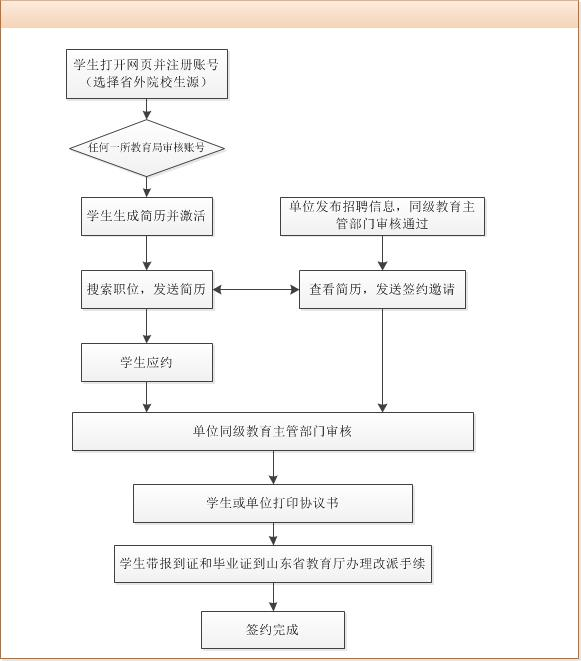 学生打开网页并注册账号
（选择省外院校生源）
任何一所教育局审核账号
学生生成简历并激活
单位发布招聘信息，同级教育主
管部门审核通过
搜索职位，发送简历
查看简历，发送签约邀请
学生应约
单位同级教育主管部门审核
学生或单位打印协议书
学生带报到证和毕业证到山东省教育厅办理改派手续
签约完成